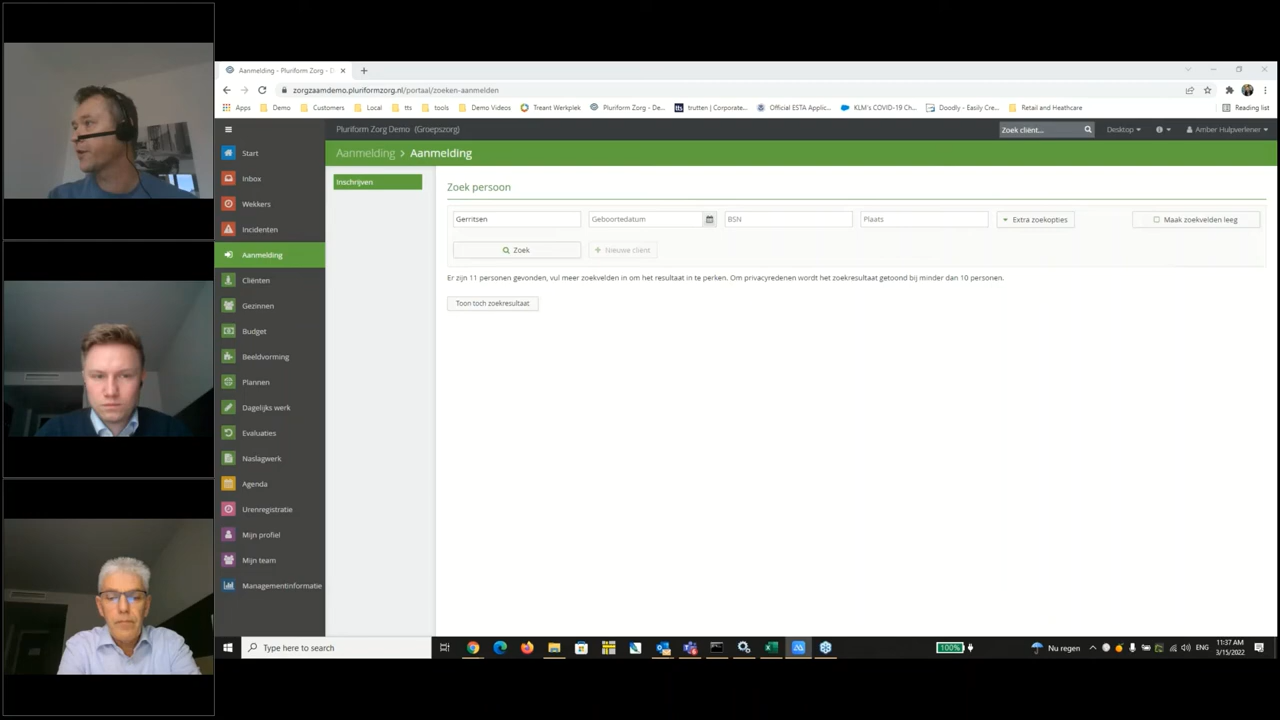 Aanmelding - Pluriform Zorg - D
zorgzaamdemo.pluriformzorg.nl/portaal/zoeken-aanmelden
Apps Demo Customers Local tts tools Demo Videos Treant Werkplek Pluriform Zorg - De... trutten | Corporate... Official ESTA Applic... KLM's COVID-19 Ch... Doodly - Easily Cre... Retail and Heathcare Reading list
Pluriform Zorg Demo (Groepszorg) Zoek cliënt... Desktop Amber Hulpverlener
Start
Inbox
Wekkers
Incidenten
Aanmelding
Cliënten
Gezinnen
Budget
Beeldvorming
Plannen
Dagelijks werk
Evaluaties
Naslagwerk
Agenda
Urenregistratie
Mijn profiel
Mijn team
Managementinformatie
Aanmelding > Aanmelding
Inschrijven
Zoek persoon
Gerritsen Geboortedatum BSN Plaats Extra zoekopties Maak zoekvelden leeg
Zoek + Nieuwe client
Er zijn 11 personen gevonden, vul meer zoekvelden in om het resultaat in te perken. Om privacyredenen wordt het zoekresultaat getoond bij minder dan 10 personen.
Toon toch zoekresultaat
Type here to search
100%
Nu regen
ENG
11:37 AM
3/15/2022